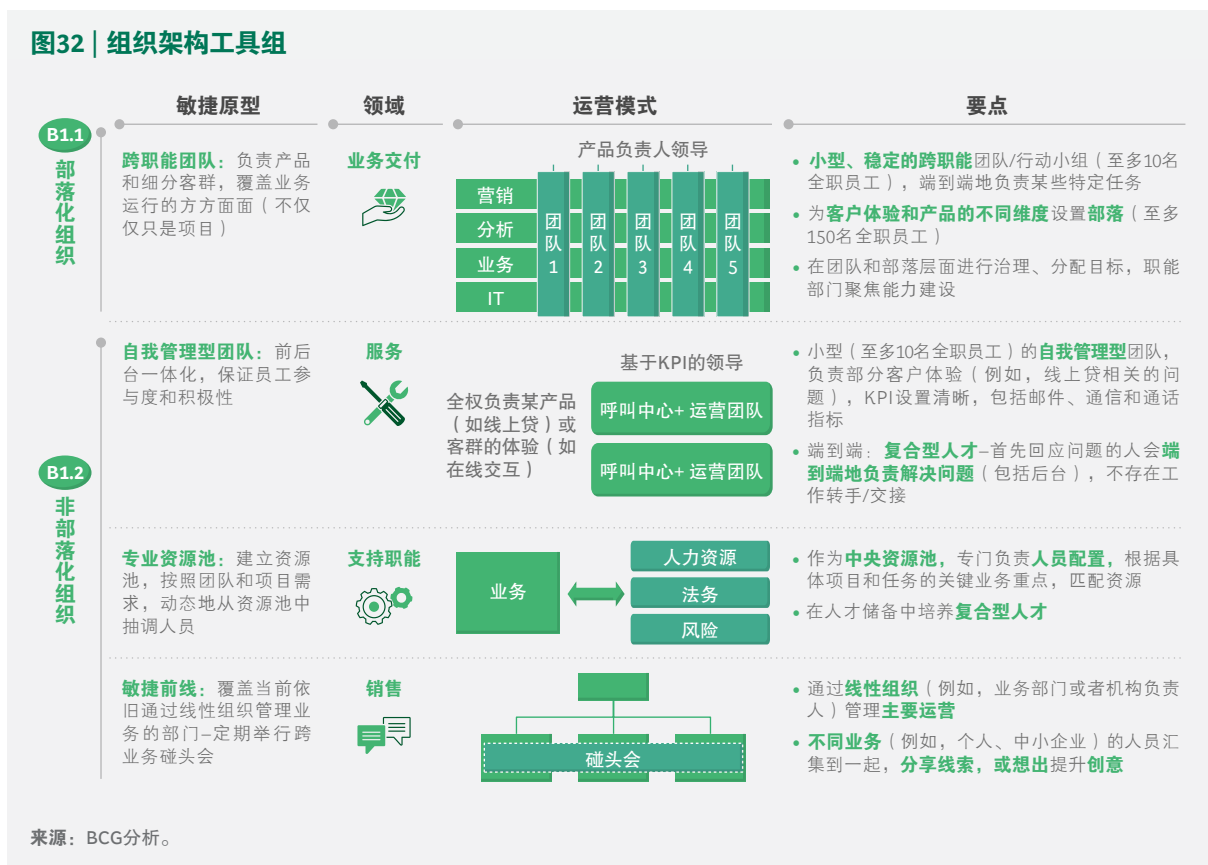 图32 | 组织架构工具组
敏捷原型
领域
运营模式
要点
B1.1
部落化组织
跨职能团队：负责产品
和细分客群，覆盖业务
运行的方方面面（不仅
仅只是项目）
业务交付
产品负责人领导
营销
分析
业务
IT
团队1
团队2
团队3
团队4
团队5
• 小型、稳定的跨职能团队/行动小组（至多10名
全职员工），端到端地负责某些特定任务
• 为客户体验和产品的不同维度设置部落（至多
150名全职员工）
• 在团队和部落层面进行治理、分配目标，职能
部门聚焦能力建设
B1.2
非部落化组织
自我管理型团队：前后
台一体化，保证员工参
与度和积极性
服务
基于KPI的领导
全权负责某产品
（如线上贷）或
客群的体验（如
在线交互）
呼叫中心+ 运营团队
呼叫中心+ 运营团队
• 小型（至多10名全职员工）的自我管理型团队，
负责部分客户体验（例如，线上贷相关的问
题），KPI设置清晰，包括邮件、通信和通话
指标
• 端到端：复合型人才–首先回应问题的人会端
到端地负责解决问题（包括后台），不存在工
作转手/交接
专业资源池：建立资源
池，按照团队和项目需
求，动态地从资源池中
抽调人员
支持职能
业务
人力资源
法务
风险
• 作为中央资源池，专门负责人员配置，根据具
体项目和任务的关键业务重点，匹配资源
• 在人才储备中培养复合型人才
敏捷前线：覆盖当前依
旧通过线性组织管理业
务的部门–定期举行跨
业务碰头会
销售
碰头会
• 通过线性组织（例如，业务部门或者机构负责
人）管理主要运营
• 不同业务（例如，个人、中小企业）的人员汇
集到一起，分享线索，或想出提升创意
来源：BCG分析。